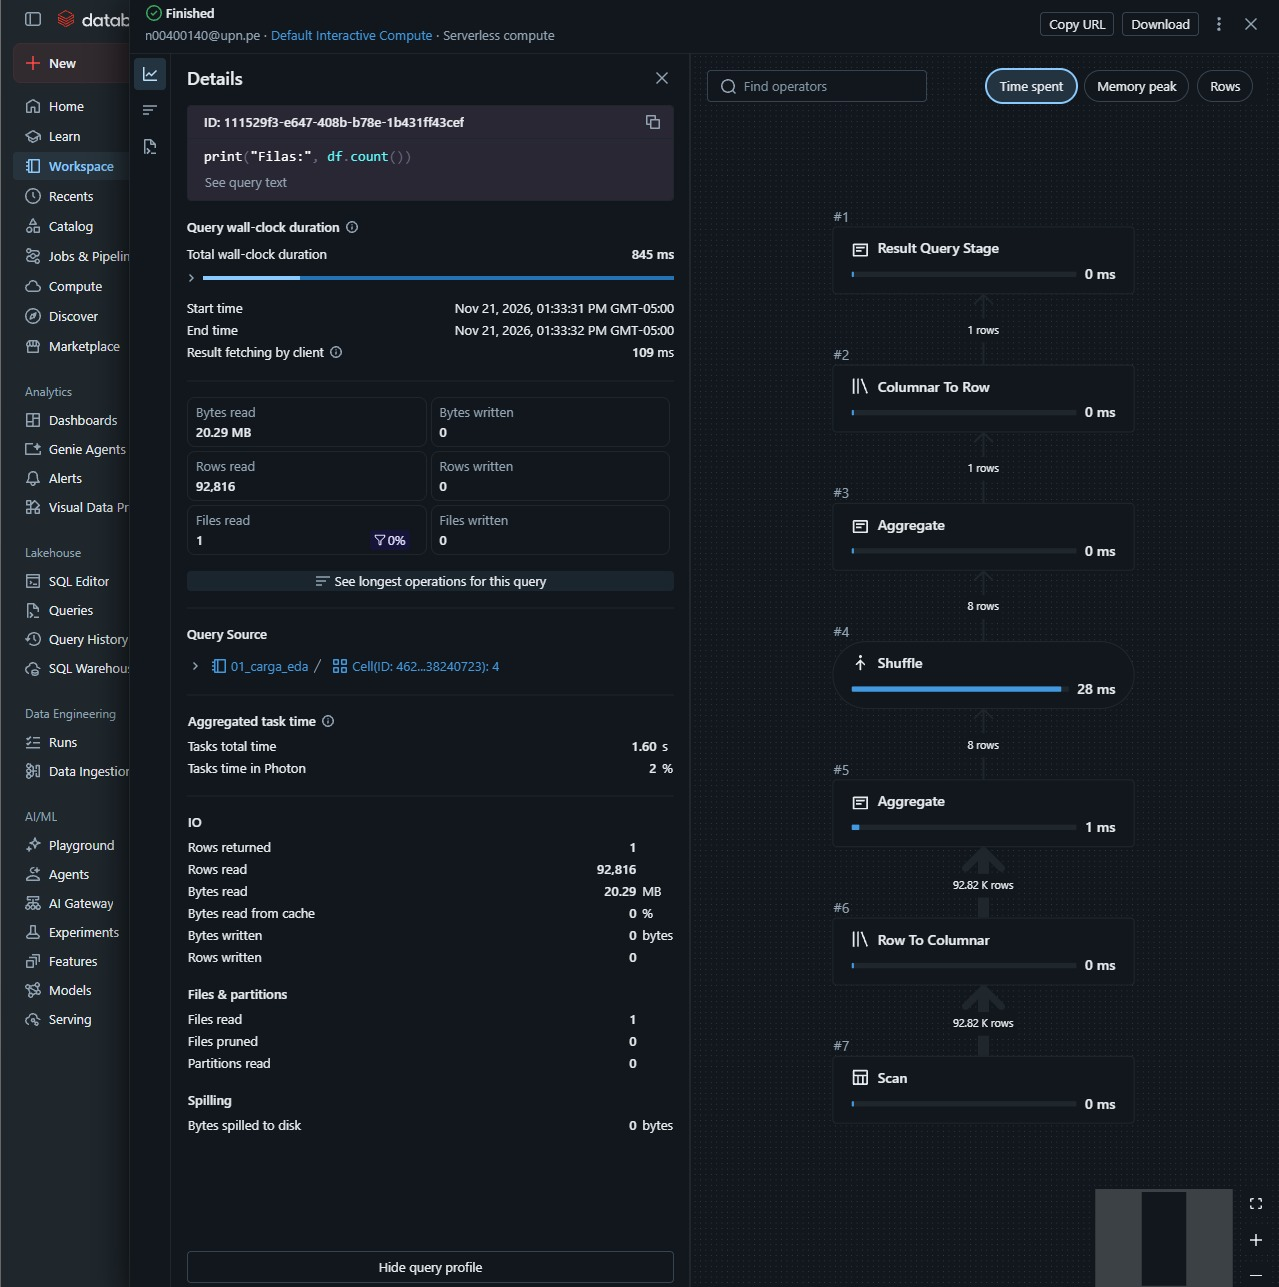 datab
New
Home
Learn
Workspace
Recents
Catalog
Jobs & Pipelin
Compute
Discover
Marketplace
Analytics
Dashboards
Genie Agents
Alerts
Visual Data Pr
Lakehouse
SQL Editor
Queries
Query History
SQL Warehou
Data Engineering
Runs
Data Ingestion
AI/ML
Playground
Agents
AI Gateway
Experiments
Features
Models
Serving
Finished
n00400140@upn.pe · Default Interactive Compute · Serverless compute
Copy URL
Download
Details
ID: 111529f3-e647-408b-b78e-1b431ff43cef
print("Filas:", df.count())
See query text
Query wall-clock duration
Total wall-clock duration 845 ms
Start time Nov 21, 2026, 01:33:31 PM GMT-05:00
End time Nov 21, 2026, 01:33:32 PM GMT-05:00
Result fetching by client 109 ms
Bytes read Bytes written
20.29 MB 0
Rows read Rows written
92,816 0
Files read Files written
1 0% 0
See longest operations for this query
Query Source
01_carga_eda / Cell(ID: 462...38240723): 4
Aggregated task time
Tasks total time 1.60 s
Tasks time in Photon 2 %
IO
Rows returned 1
Rows read 92,816
Bytes read 20.29 MB
Bytes read from cache 0 %
Bytes written 0 bytes
Rows written 0
Files & partitions
Files read 1
Files pruned 0
Partitions read 0
Spilling
Bytes spilled to disk 0 bytes
Hide query profile
Find operators
Time spent
Memory peak
Rows
#1
Result Query Stage
0 ms
1 rows
#2
Columnar To Row
0 ms
1 rows
#3
Aggregate
0 ms
8 rows
#4
Shuffle
28 ms
8 rows
#5
Aggregate
1 ms
92.82 K rows
#6
Row To Columnar
0 ms
92.82 K rows
#7
Scan
0 ms